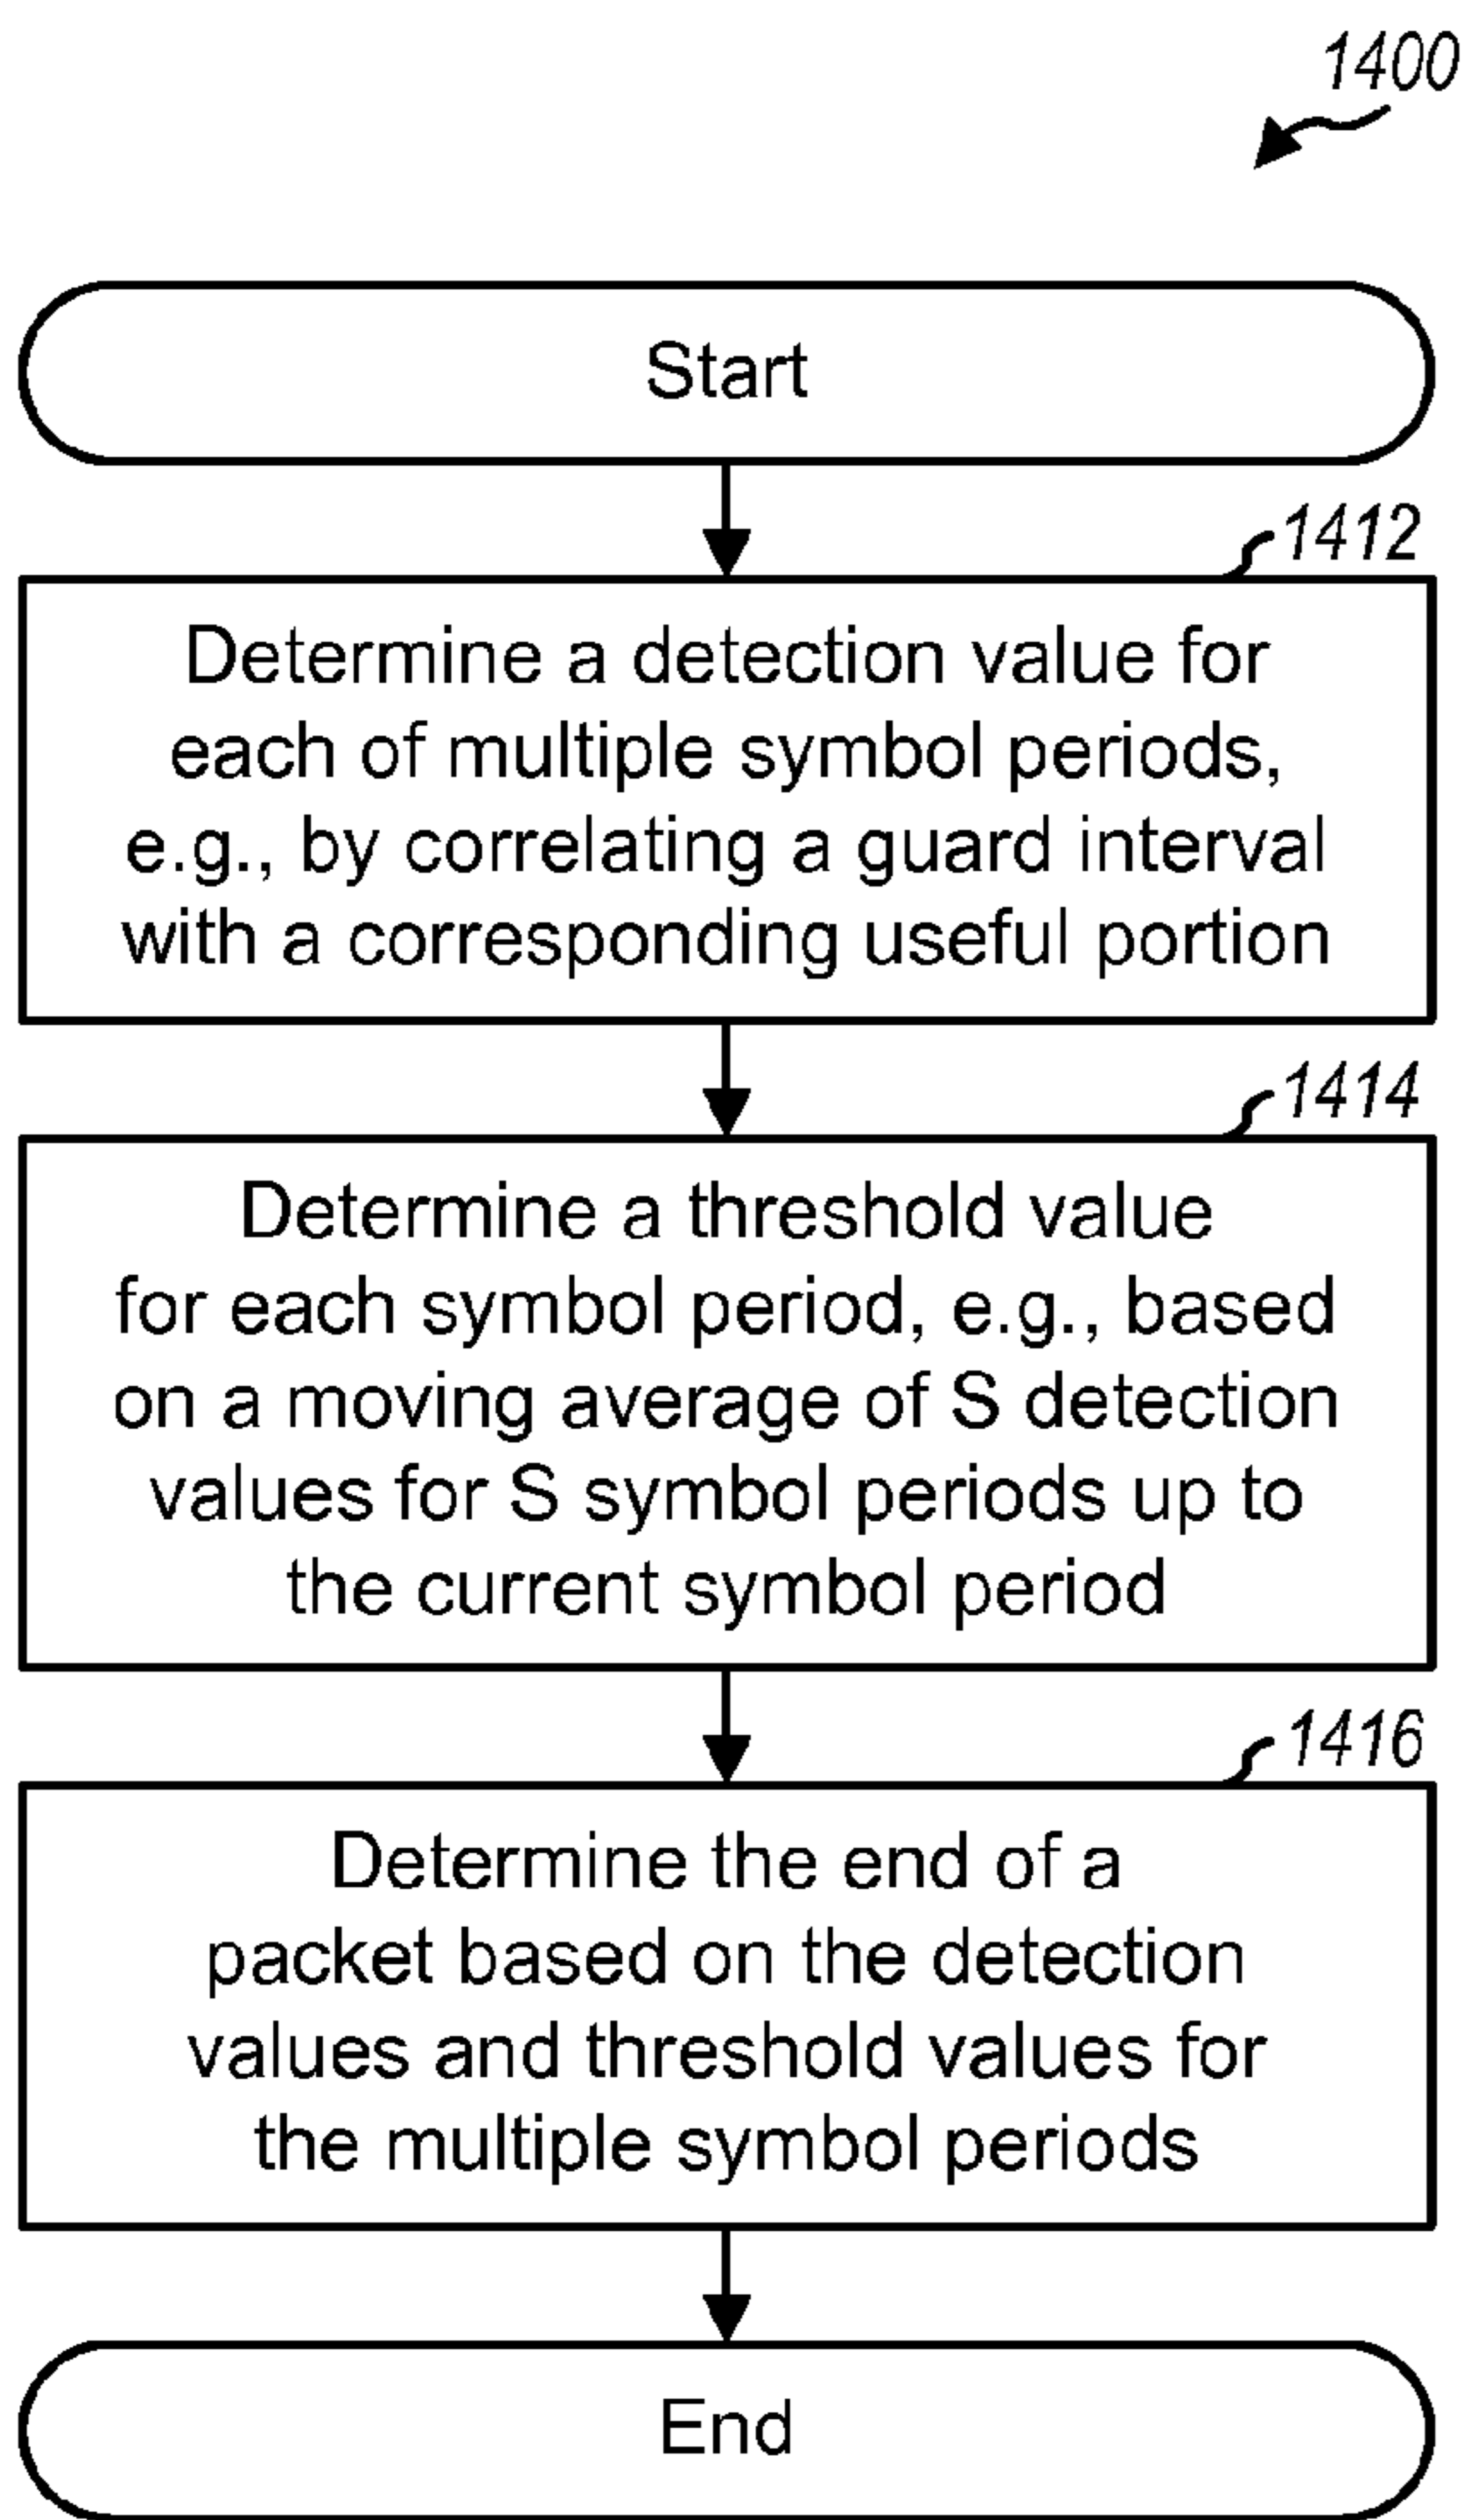 1400
Start
1412
Determine a detection value for
each of multiple symbol periods,
e.g., by correlating a guard interval
with a corresponding useful portion
1414
Determine a threshold value
for each symbol period, e.g., based
on a moving average of S detection
values for S symbol periods up to
the current symbol period
1416
Determine the end of a
packet based on the detection
values and threshold values for
the multiple symbol periods
End